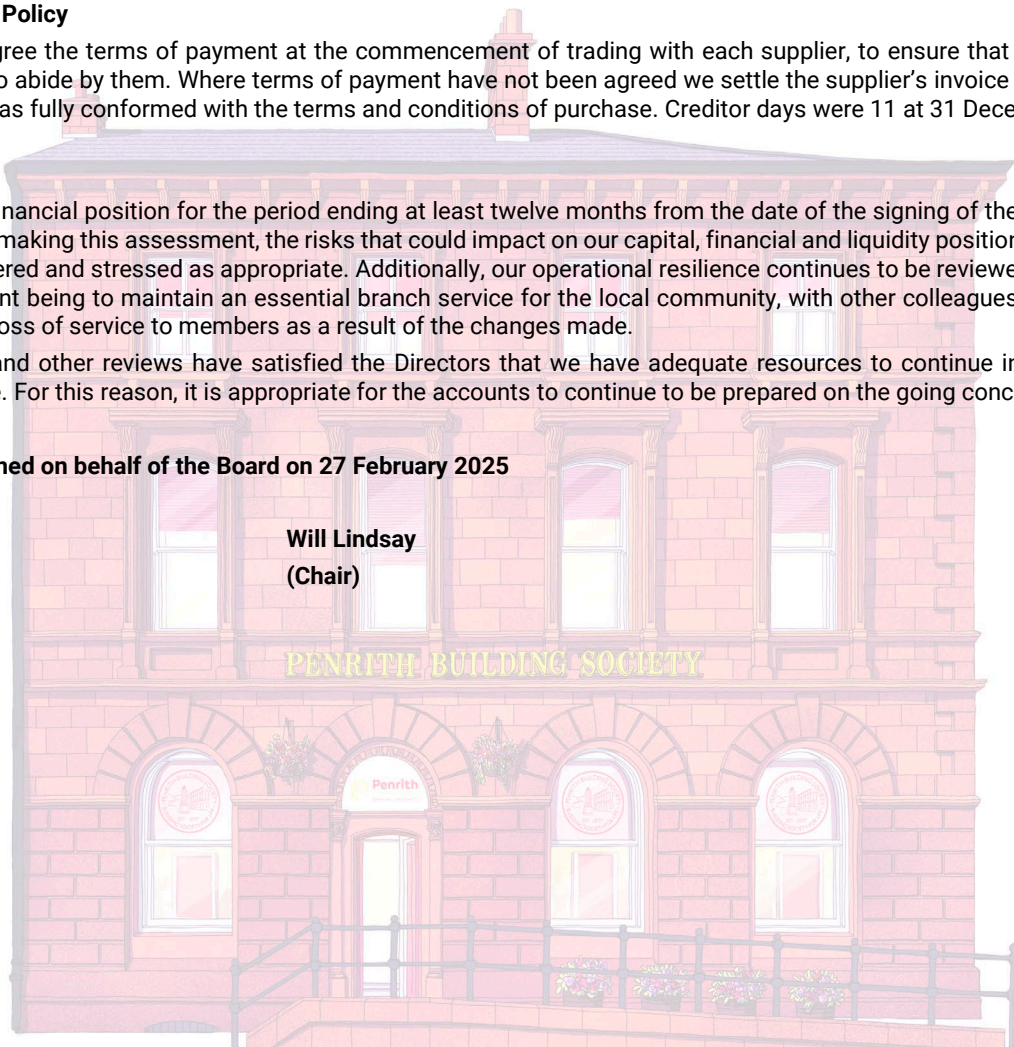 Policy
gree the terms of payment at the commencement of trading with each supplier, to ensure that
o abide by them. Where terms of payment have not been agreed we settle the supplier's invoice
as fully conformed with the terms and conditions of purchase. Creditor days were 11 at 31 Dece
nancial position for the period ending at least twelve months from the date of the signing of the
making this assessment, the risks that could impact on our capital, financial and liquidity position
ered and stressed as appropriate. Additionally, our operational resilience continues to be reviewe
nt being to maintain an essential branch service for the local community, with other colleagues
oss of service to members as a result of the changes made.
and other reviews have satisfied the Directors that we have adequate resources to continue in
e. For this reason, it is appropriate for the accounts to continue to be prepared on the going conc
ned on behalf of the Board on 27 February 2025
Will Lindsay
(Chair)
PENRITH BUILDING SOCIETY
Penrith